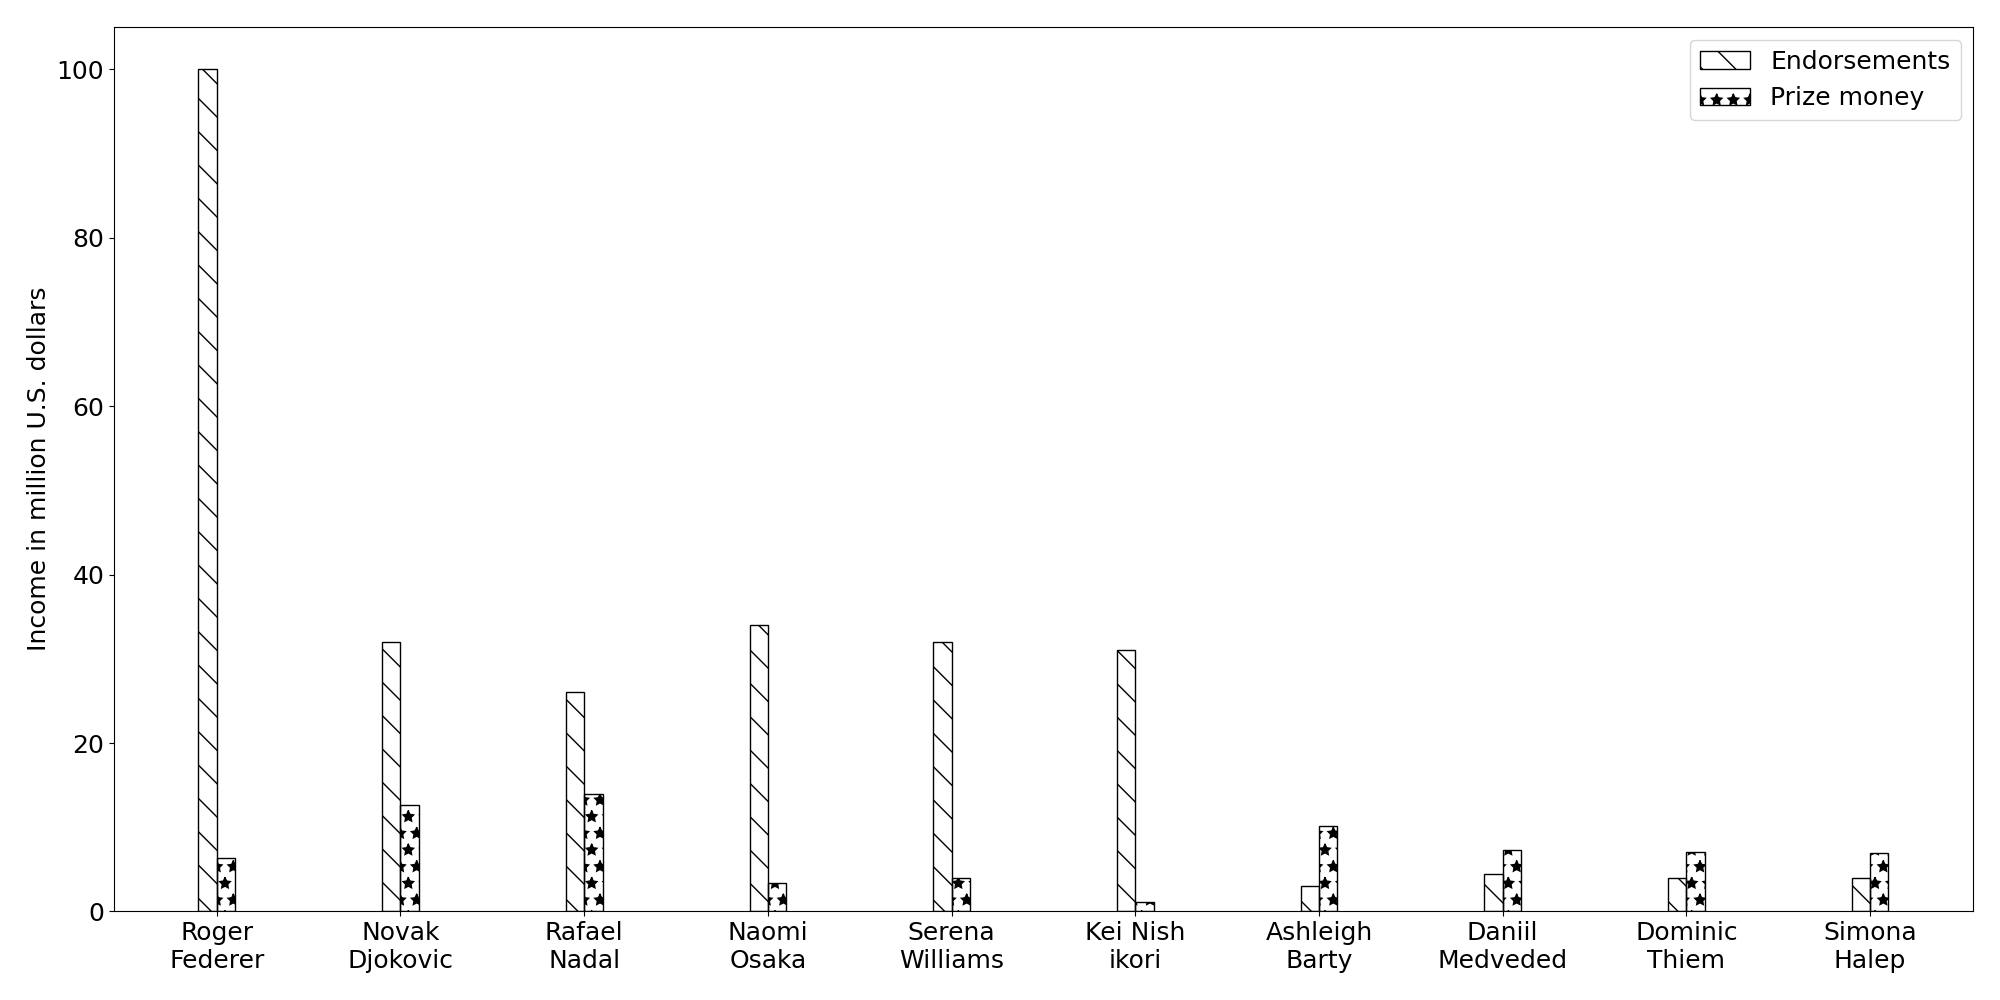 Endorsements
Prize money
Income in million U.S. dollars
100
80
60
40
20
0
Roger
Federer
Novak
Djokovic
Rafael
Nadal
Naomi
Osaka
Serena
Williams
Kei Nish
ikori
Ashleigh
Barty
Daniil
Medveded
Dominic
Thiem
Simona
Halep